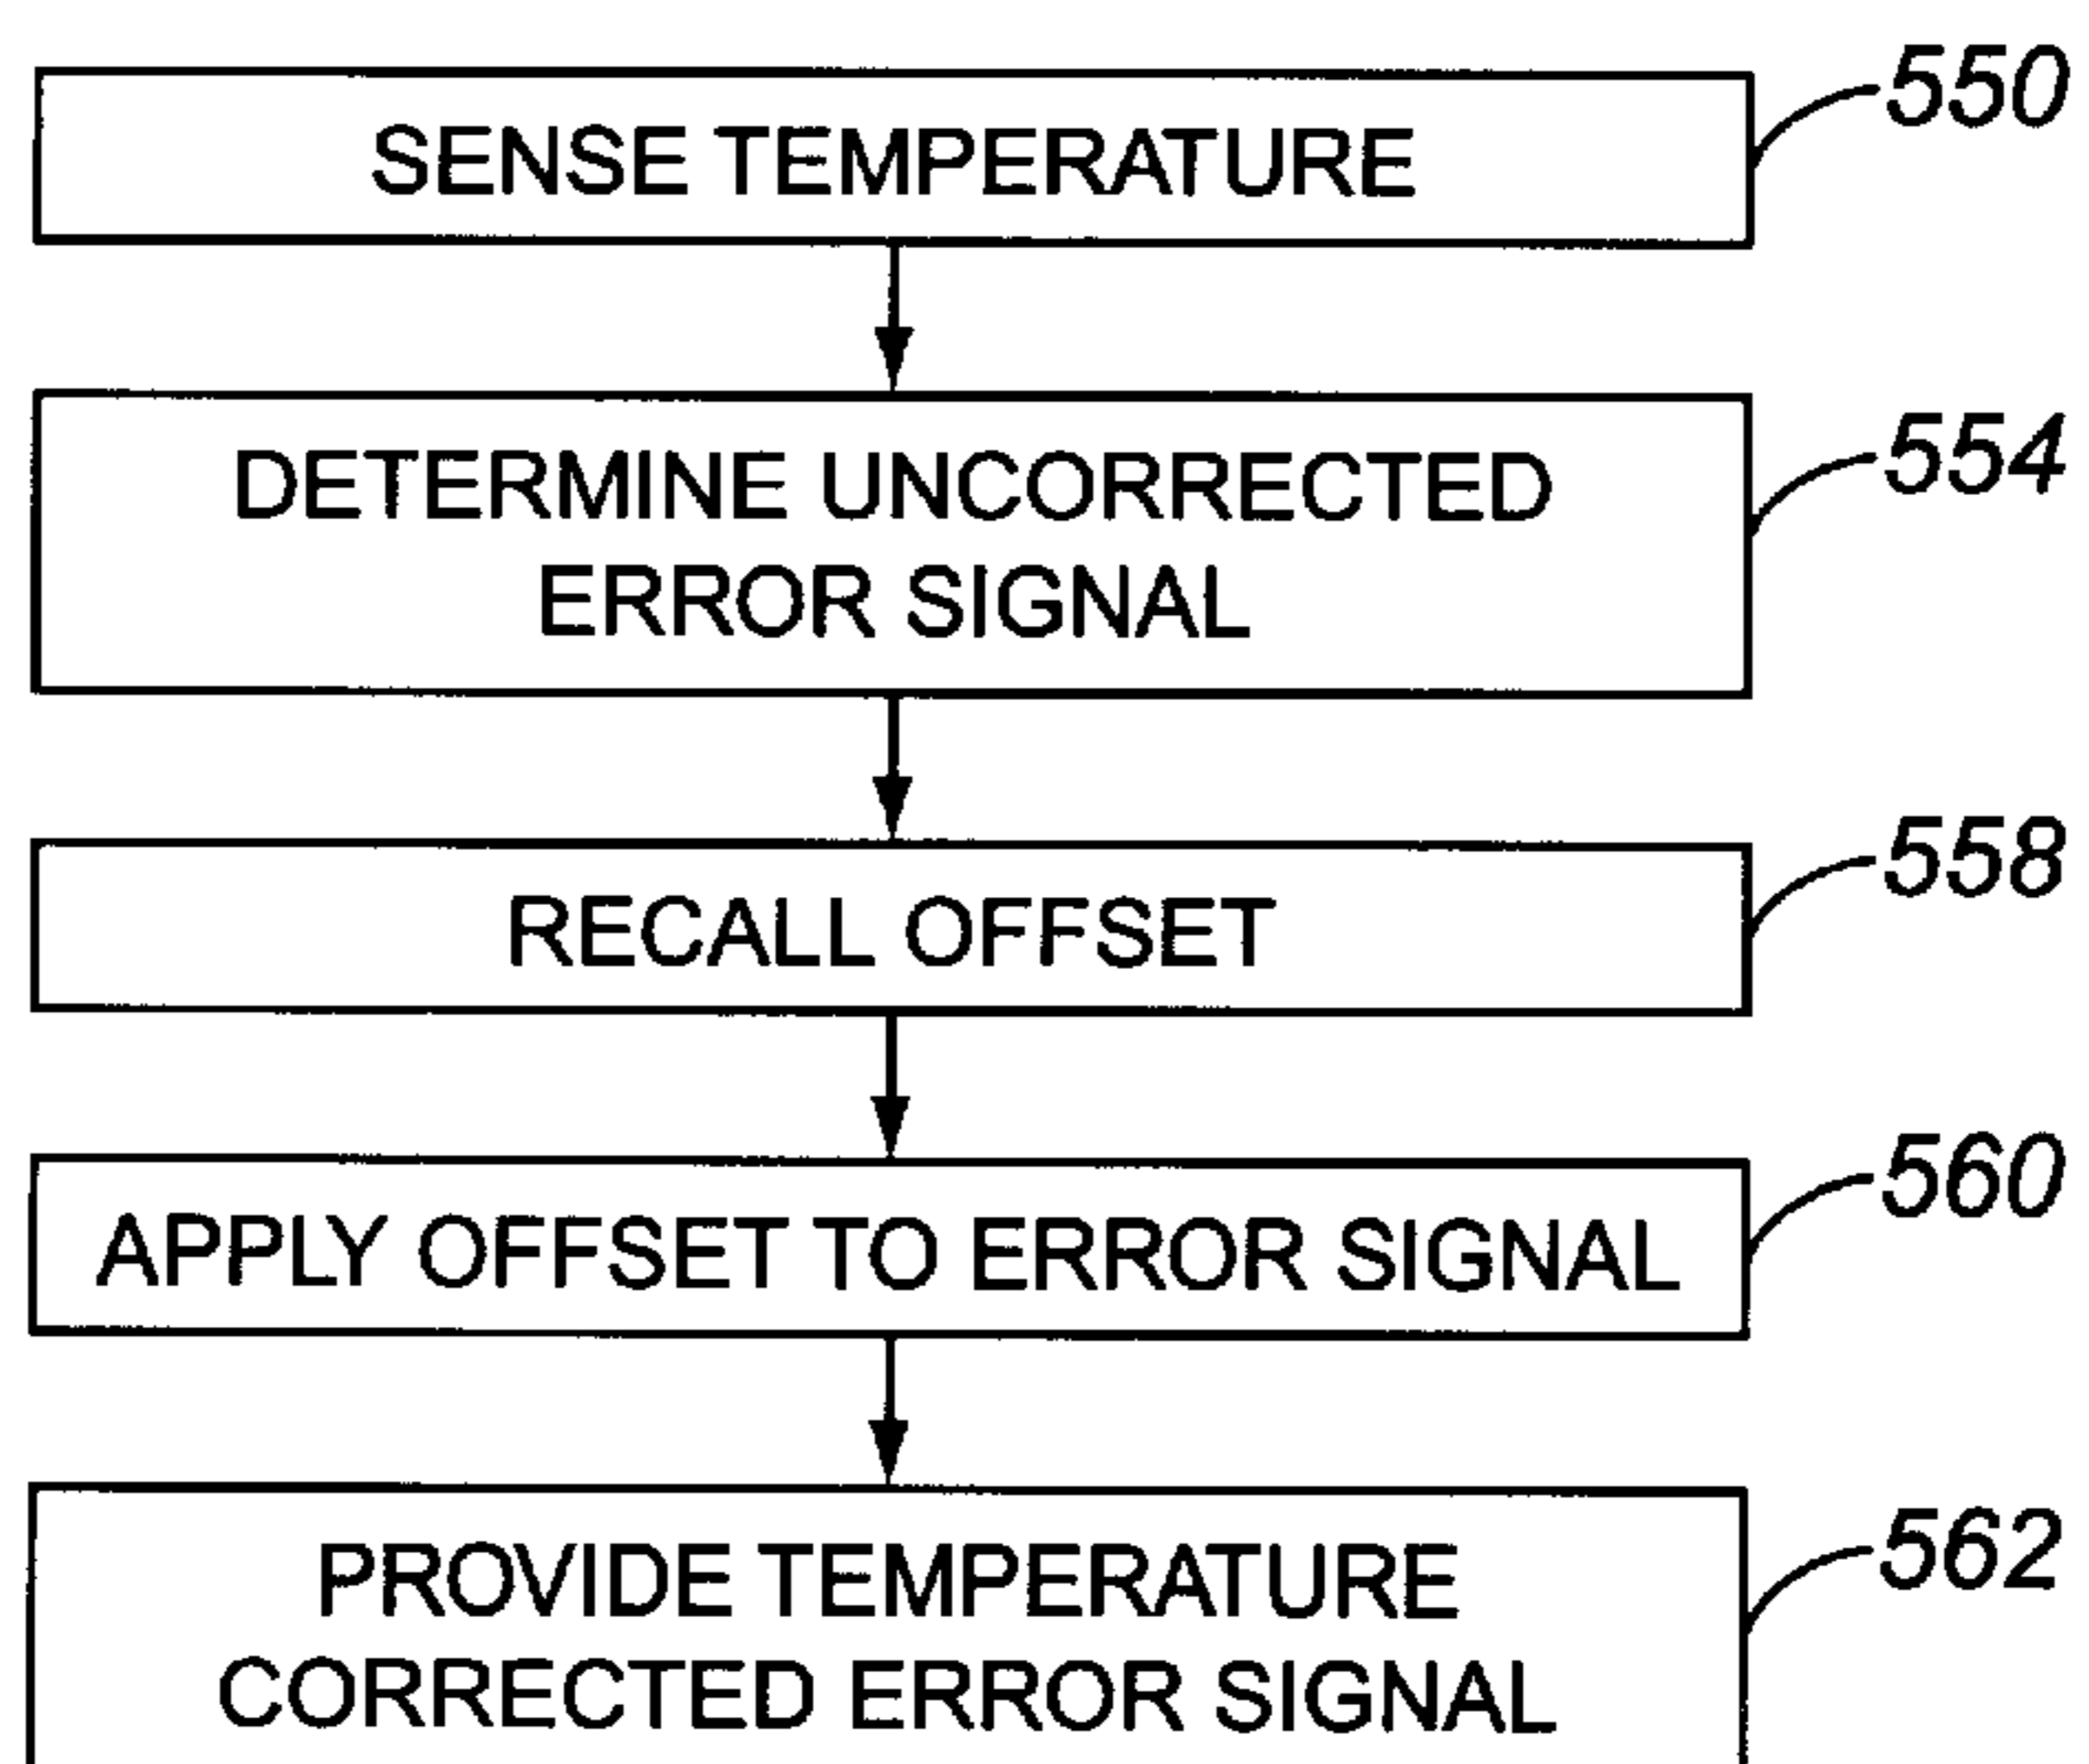 SENSE TEMPERATURE
550
DETERMINE UNCORRECTED
ERROR SIGNAL
554
RECALL OFFSET
558
APPLY OFFSET TO ERROR SIGNAL
560
PROVIDE TEMPERATURE
CORRECTED ERROR SIGNAL
562